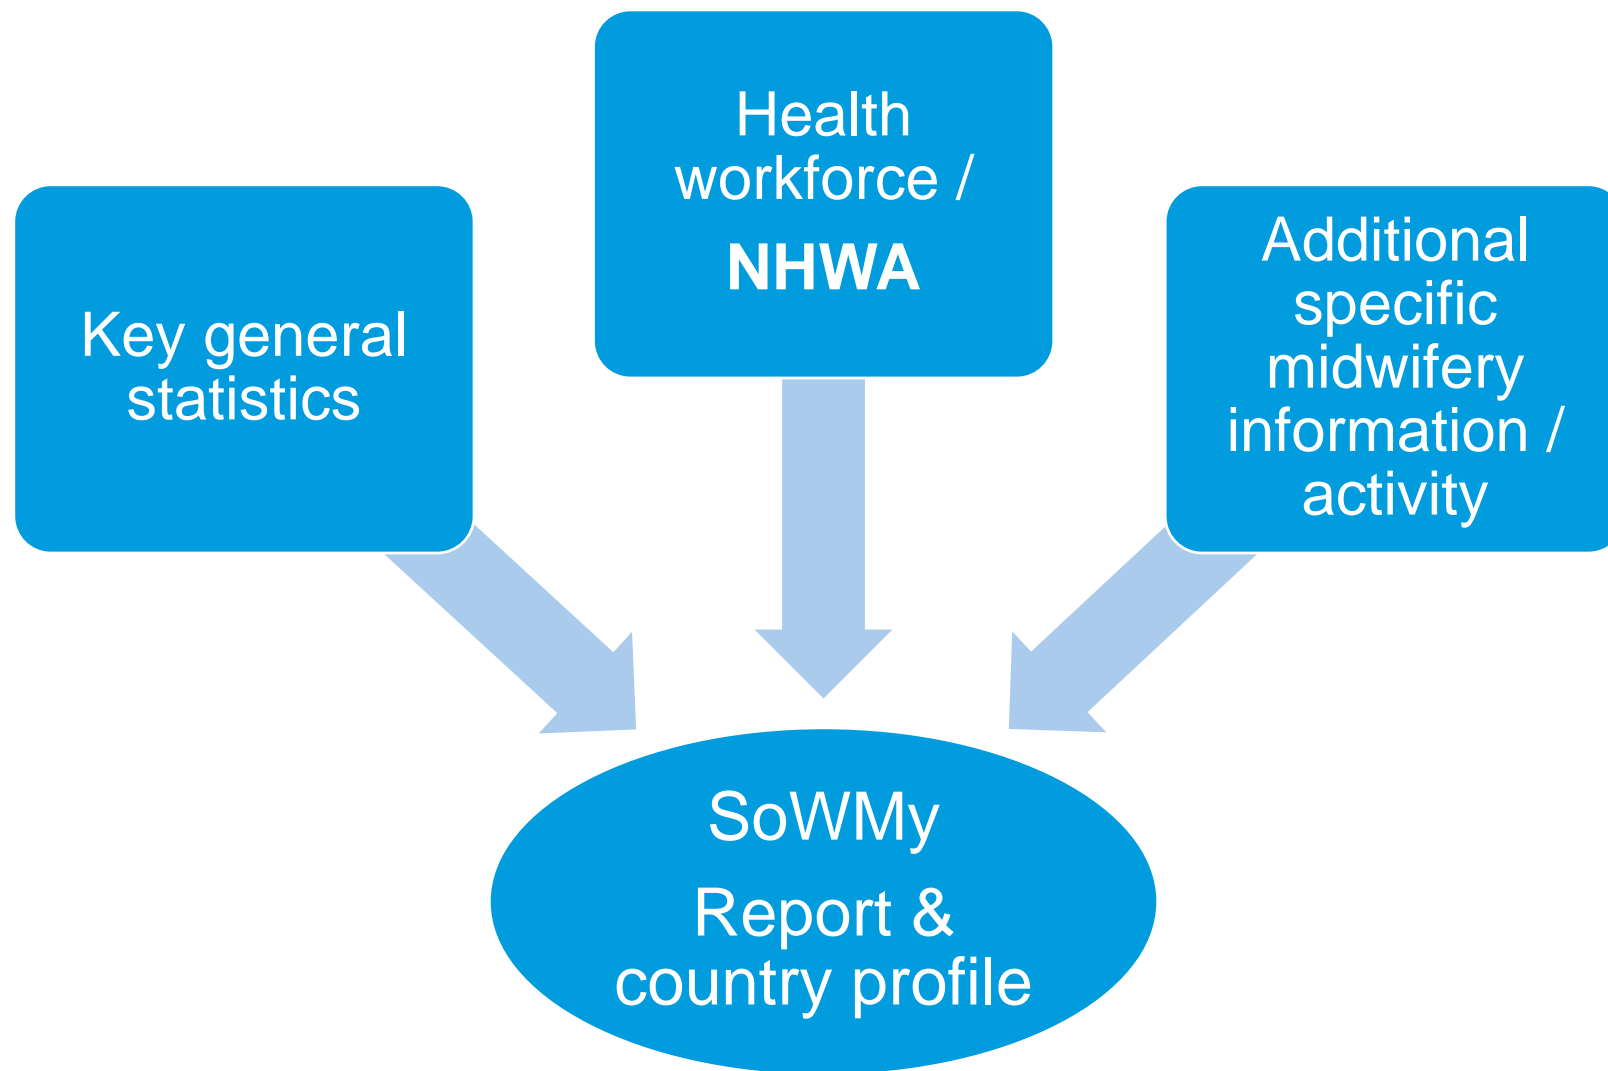 Key general
statistics
Health
workforce /
NHWA
Additional
specific
midwifery
information /
activity
SoWMy
Report &
country profile